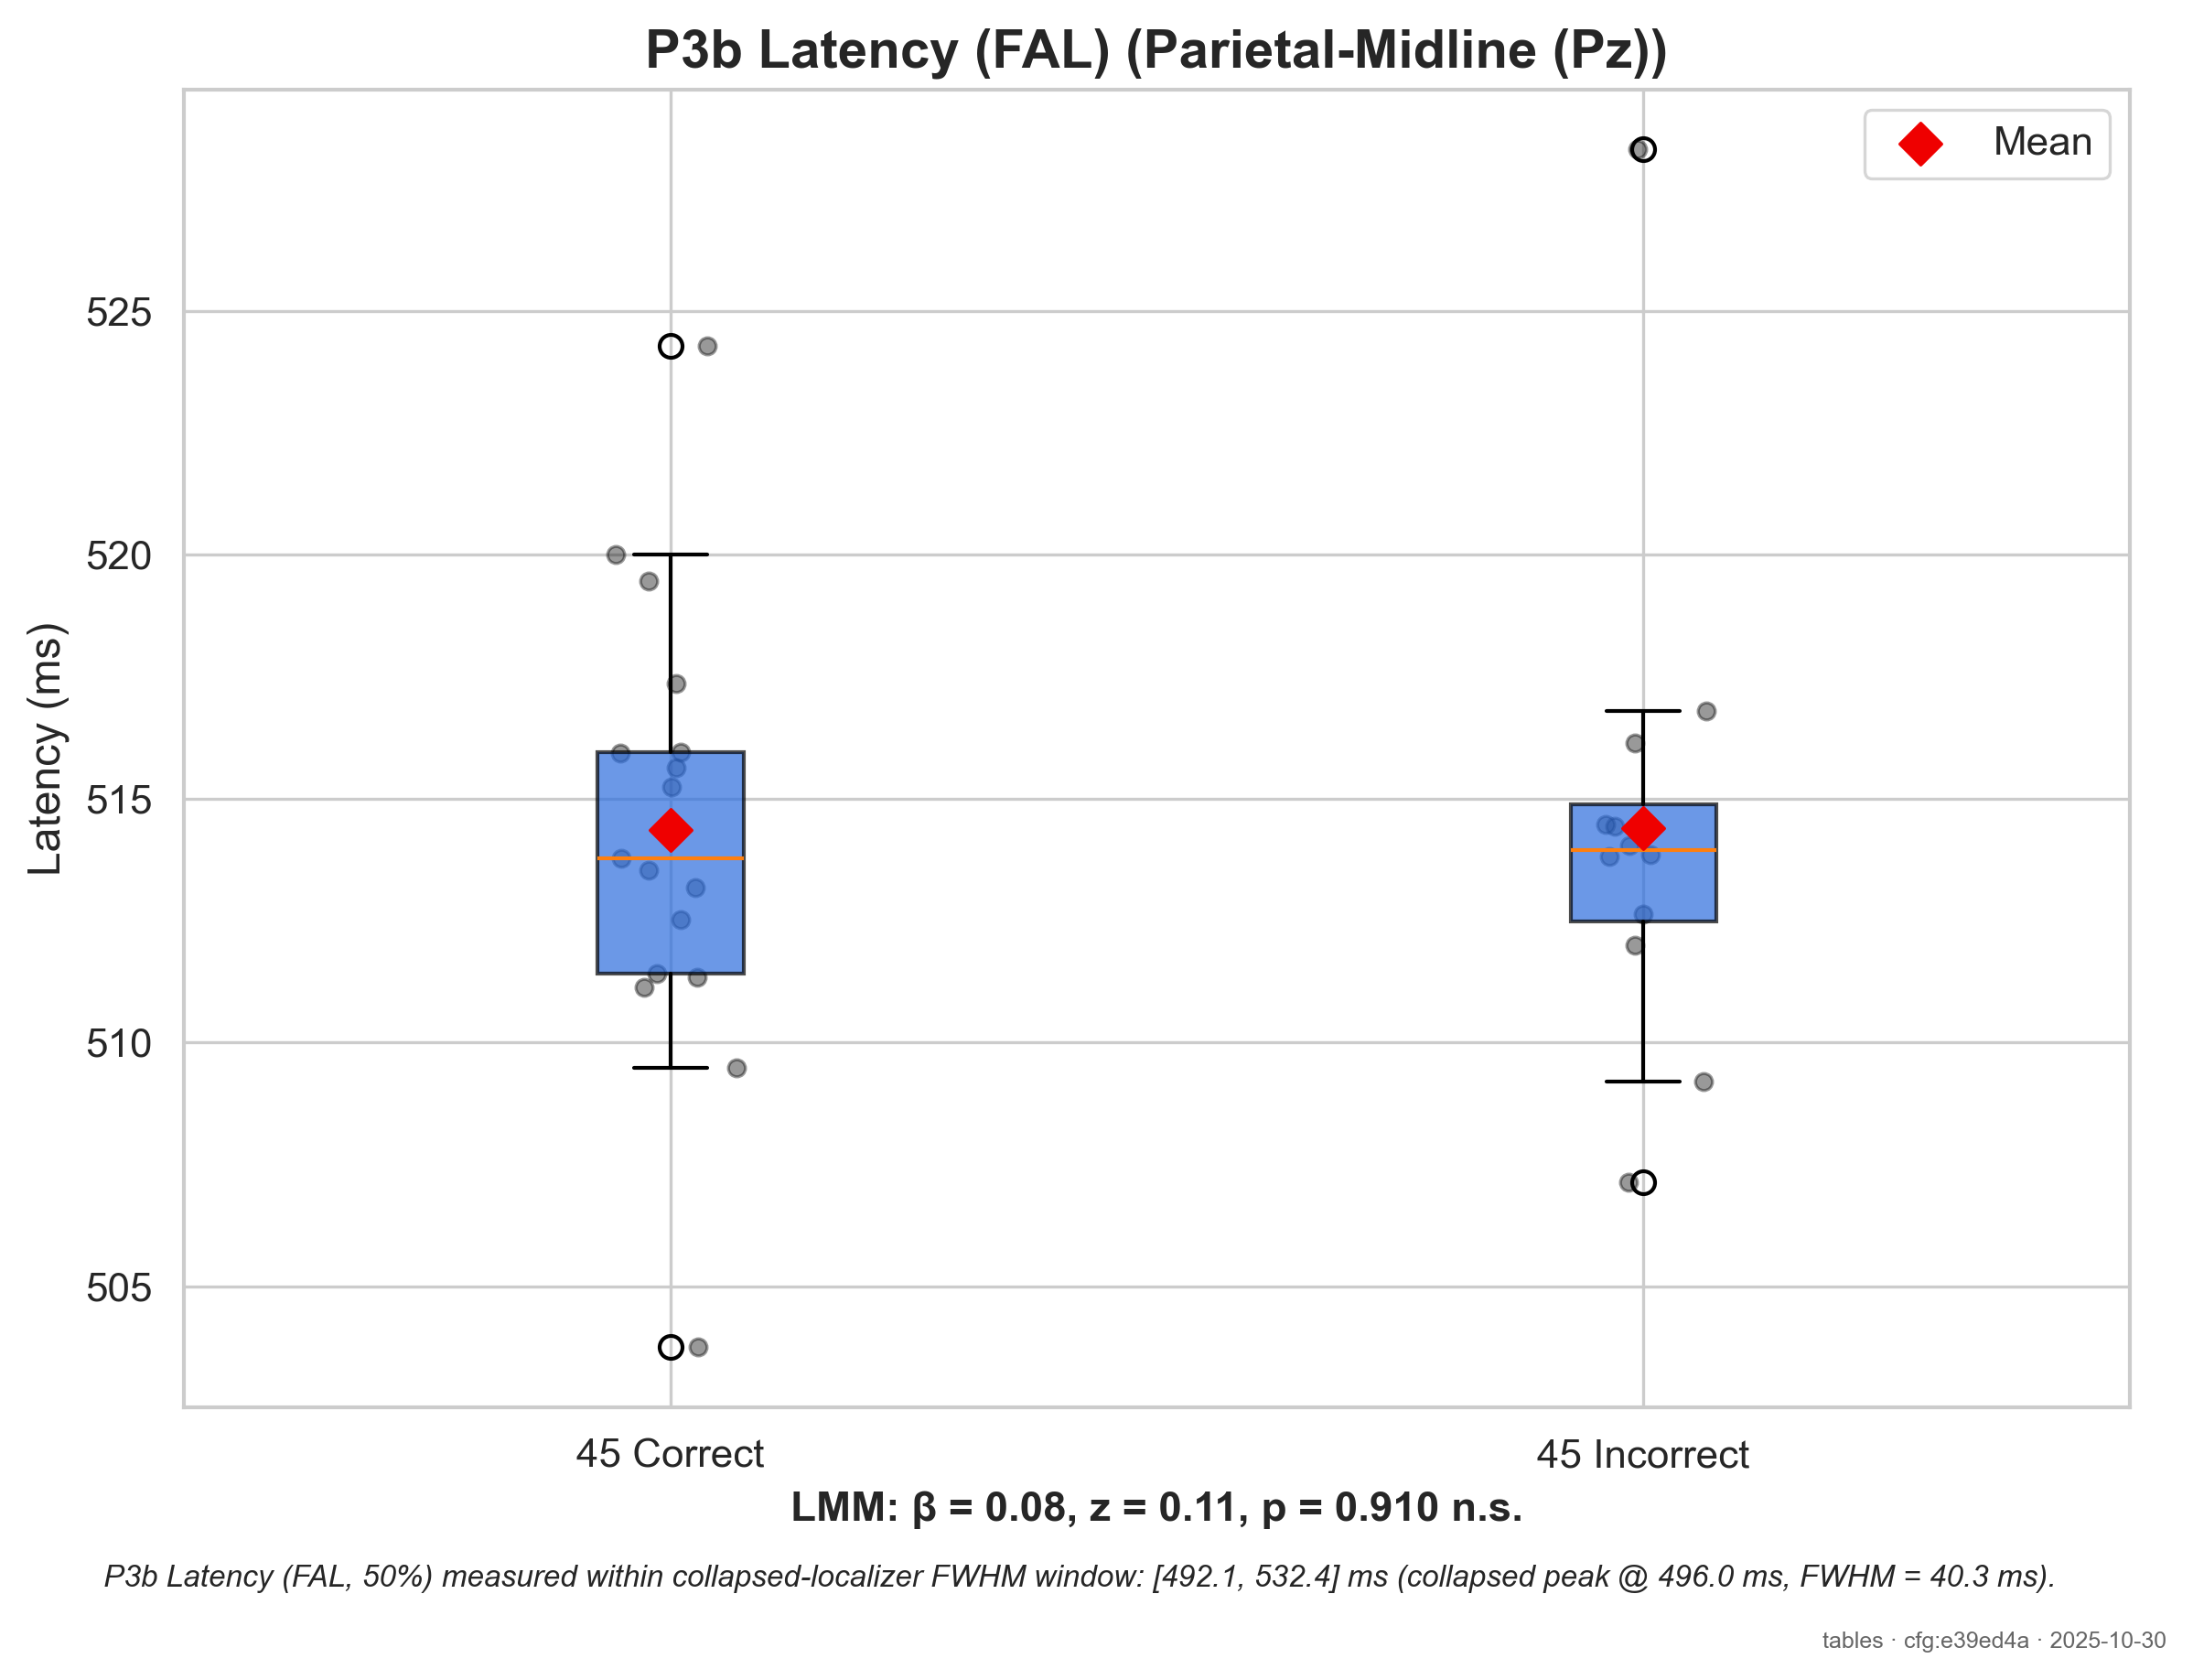 P3b Latency (FAL) (Parietal-Midline (Pz))
Mean
Latency (ms)
525
520
515
510
505
45 Correct
45 Incorrect
LMM: β = 0.08, z = 0.11, p = 0.910 n.s.
P3b Latency (FAL, 50%) measured within collapsed-localizer FWHM window: [492.1, 532.4] ms (collapsed peak @ 496.0 ms, FWHM = 40.3 ms).
tables · cfg:e39ed4a · 2025-10-30